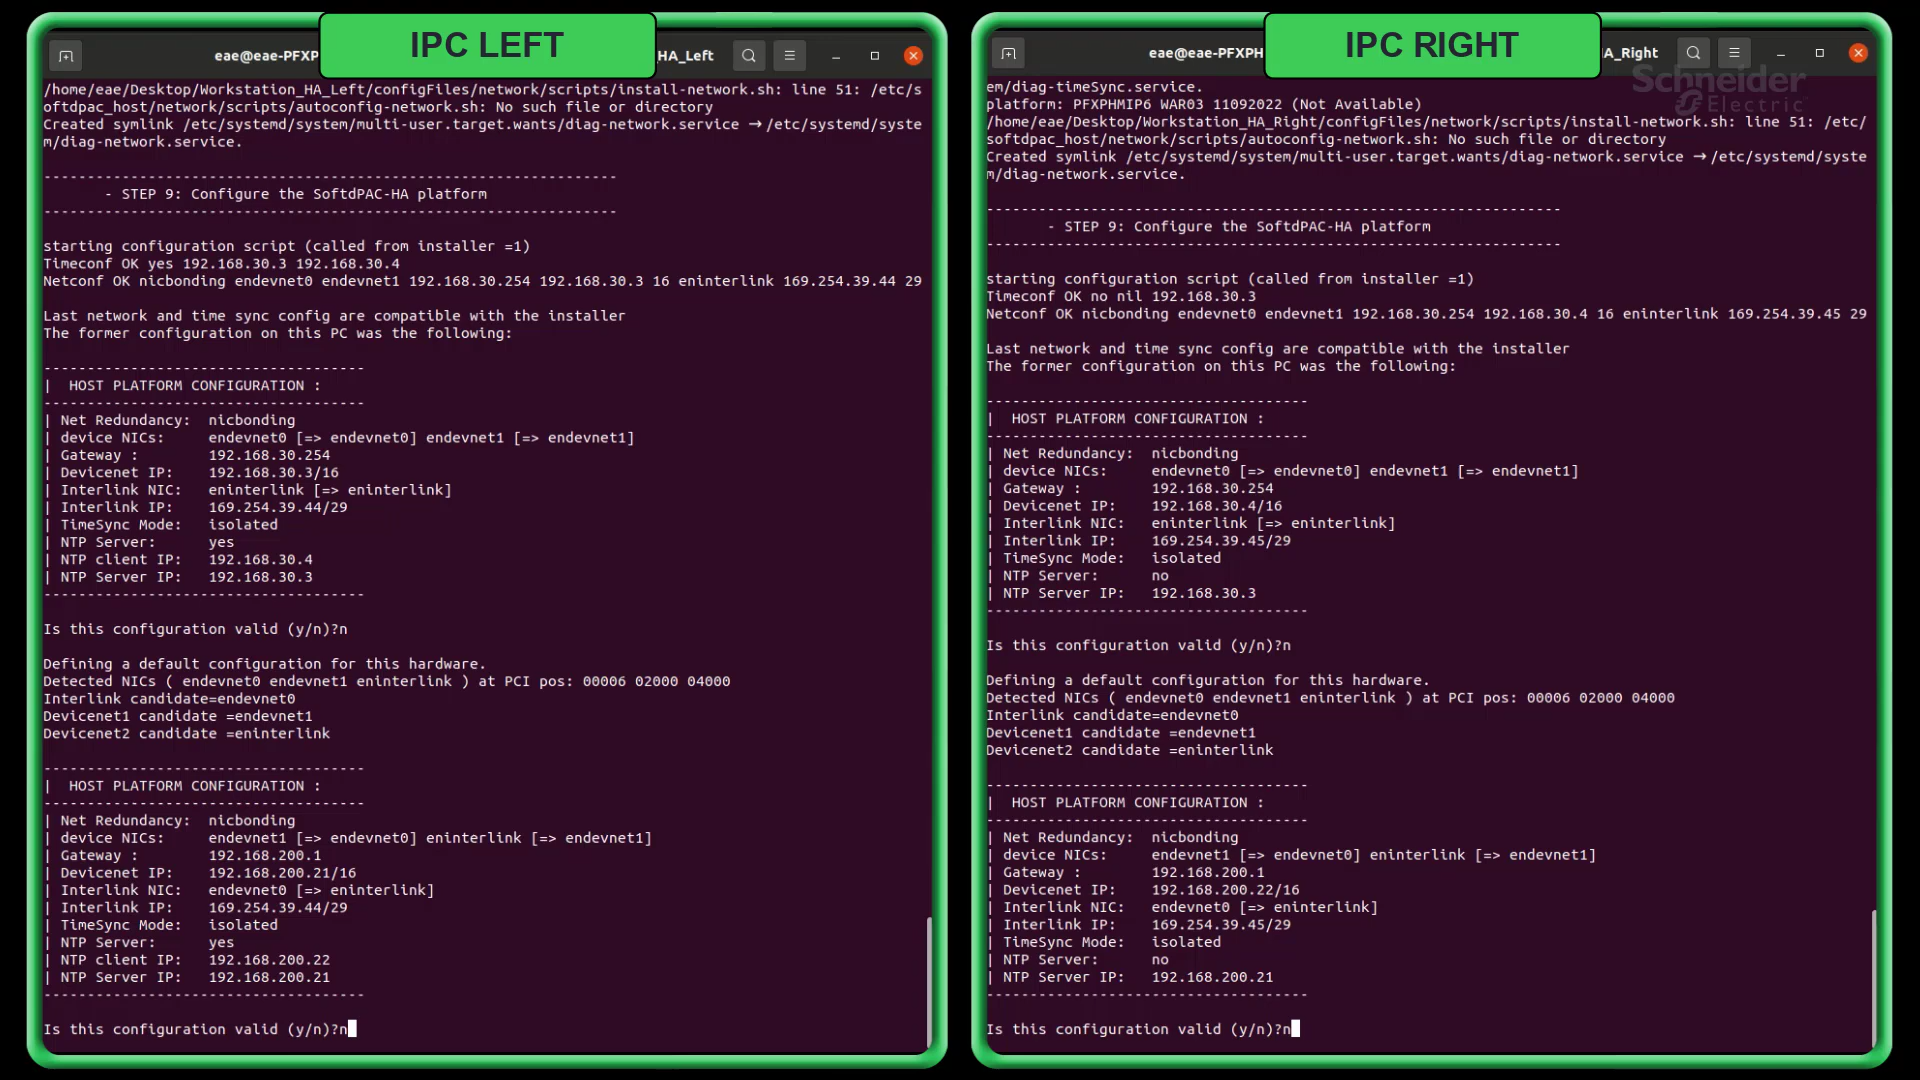 IPC LEFT
eae@eae-PFXP
HA_Left
/home/eae/Desktop/Workstation_HA_Left/configFiles/network/scripts/install-network.sh: line 51: /etc/s
oftdpac_host/network/scripts/autoconfig-network.sh: No such file or directory
Created symlink /etc/systemd/system/multi-user.target.wants/diag-network.service → /etc/systemd/syste
m/diag-network.service.
------------------------------------------------------------------
- STEP 9: Configure the SoftdPAC-HA platform
------------------------------------------------------------------
starting configuration script (called from installer =1)
Timeconf OK yes 192.168.30.3 192.168.30.4
Netconf OK nicbonding endevnet0 endevnet1 192.168.30.254 192.168.30.3 16 eninterlink 169.254.39.44 29
Last network and time sync config are compatible with the installer
The former configuration on this PC was the following:
-------------------------------------
|  HOST PLATFORM CONFIGURATION :
-------------------------------------
| Net Redundancy:  nicbonding
| device NICs:     endevnet0 [=> endevnet0] endevnet1 [=> endevnet1]
| Gateway :        192.168.30.254
| Devicenet IP:    192.168.30.3/16
| Interlink NIC:   eninterlink [=> eninterlink]
| Interlink IP:    169.254.39.44/29
| TimeSync Mode:   isolated
| NTP Server:      yes
| NTP client IP:   192.168.30.4
| NTP Server IP:   192.168.30.3
-------------------------------------
Is this configuration valid (y/n)?n
Defining a default configuration for this hardware.
Detected NICs ( endevnet0 endevnet1 eninterlink ) at PCI pos: 00006 02000 04000
Interlink candidate=endevnet0
Devicenet1 candidate =endevnet1
Devicenet2 candidate =eninterlink
-------------------------------------
|  HOST PLATFORM CONFIGURATION :
-------------------------------------
| Net Redundancy:  nicbonding
| device NICs:     endevnet1 [=> endevnet0] eninterlink [=> endevnet1]
| Gateway :        192.168.200.1
| Devicenet IP:    192.168.200.21/16
| Interlink NIC:   endevnet0 [=> eninterlink]
| Interlink IP:    169.254.39.44/29
| TimeSync Mode:   isolated
| NTP Server:      yes
| NTP client IP:   192.168.200.22
| NTP Server IP:   192.168.200.21
-------------------------------------
Is this configuration valid (y/n)?n
IPC RIGHT
eae@eae-PFXPH
A_Right
Schneider
Electric
em/diag-timeSync.service.
platform: PFXPHMIP6 WAR03 11092022 (Not Available)
/home/eae/Desktop/Workstation_HA_Right/configFiles/network/scripts/install-network.sh: line 51: /etc/
softdpac_host/network/scripts/autoconfig-network.sh: No such file or directory
Created symlink /etc/systemd/system/multi-user.target.wants/diag-network.service → /etc/systemd/syste
m/diag-network.service.
------------------------------------------------------------------
- STEP 9: Configure the SoftdPAC-HA platform
------------------------------------------------------------------
starting configuration script (called from installer =1)
Timeconf OK no nil 192.168.30.3
Netconf OK nicbonding endevnet0 endevnet1 192.168.30.254 192.168.30.4 16 eninterlink 169.254.39.45 29
Last network and time sync config are compatible with the installer
The former configuration on this PC was the following:
-------------------------------------
|  HOST PLATFORM CONFIGURATION :
-------------------------------------
| Net Redundancy:  nicbonding
| device NICs:     endevnet0 [=> endevnet0] endevnet1 [=> endevnet1]
| Gateway :        192.168.30.254
| Devicenet IP:    192.168.30.4/16
| Interlink NIC:   eninterlink [=> eninterlink]
| Interlink IP:    169.254.39.45/29
| TimeSync Mode:   isolated
| NTP Server:      no
| NTP Server IP:   192.168.30.3
-------------------------------------
Is this configuration valid (y/n)?n
Defining a default configuration for this hardware.
Detected NICs ( endevnet0 endevnet1 eninterlink ) at PCI pos: 00006 02000 04000
Interlink candidate=endevnet0
Devicenet1 candidate =endevnet1
Devicenet2 candidate =eninterlink
-------------------------------------
|  HOST PLATFORM CONFIGURATION :
-------------------------------------
| Net Redundancy:  nicbonding
| device NICs:     endevnet1 [=> endevnet0] eninterlink [=> endevnet1]
| Gateway :        192.168.200.1
| Devicenet IP:    192.168.200.22/16
| Interlink NIC:   endevnet0 [=> eninterlink]
| Interlink IP:    169.254.39.45/29
| TimeSync Mode:   isolated
| NTP Server:      no
| NTP Server IP:   192.168.200.21
-------------------------------------
Is this configuration valid (y/n)?n